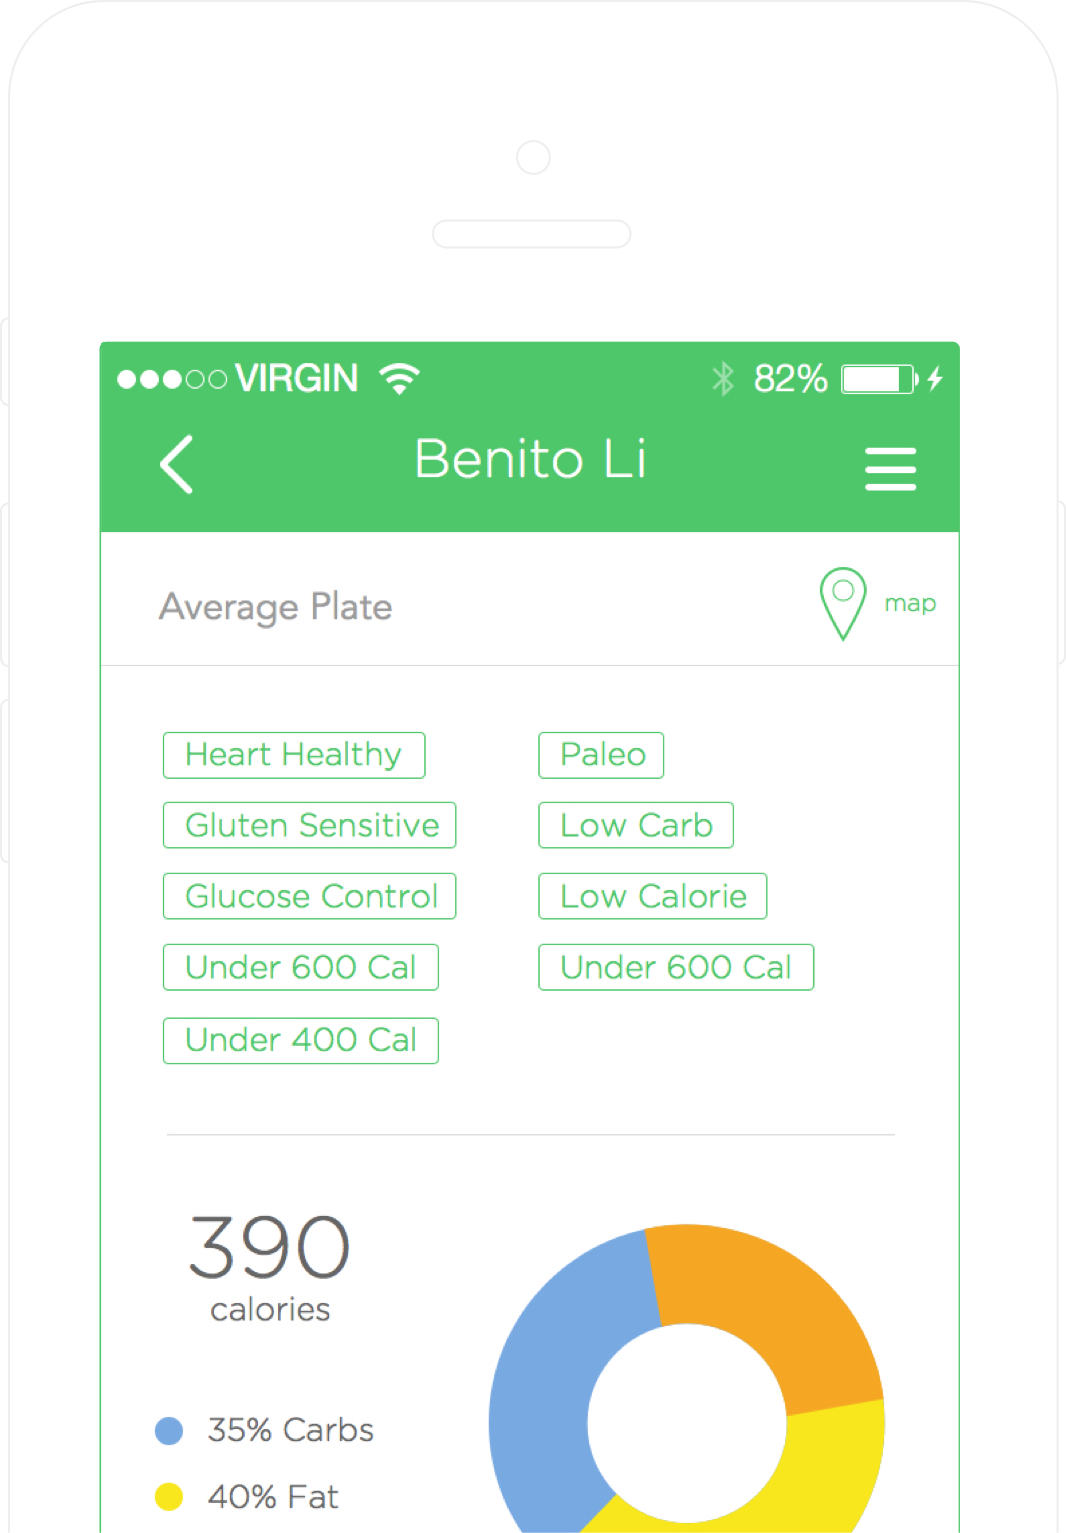 VIRGIN 82%
Benito Li
Average Plate map
Heart Healthy Paleo
Gluten Sensitive Low Carb
Glucose Control Low Calorie
Under 600 Cal Under 600 Cal
Under 400 Cal
390
calories
35% Carbs
40% Fat